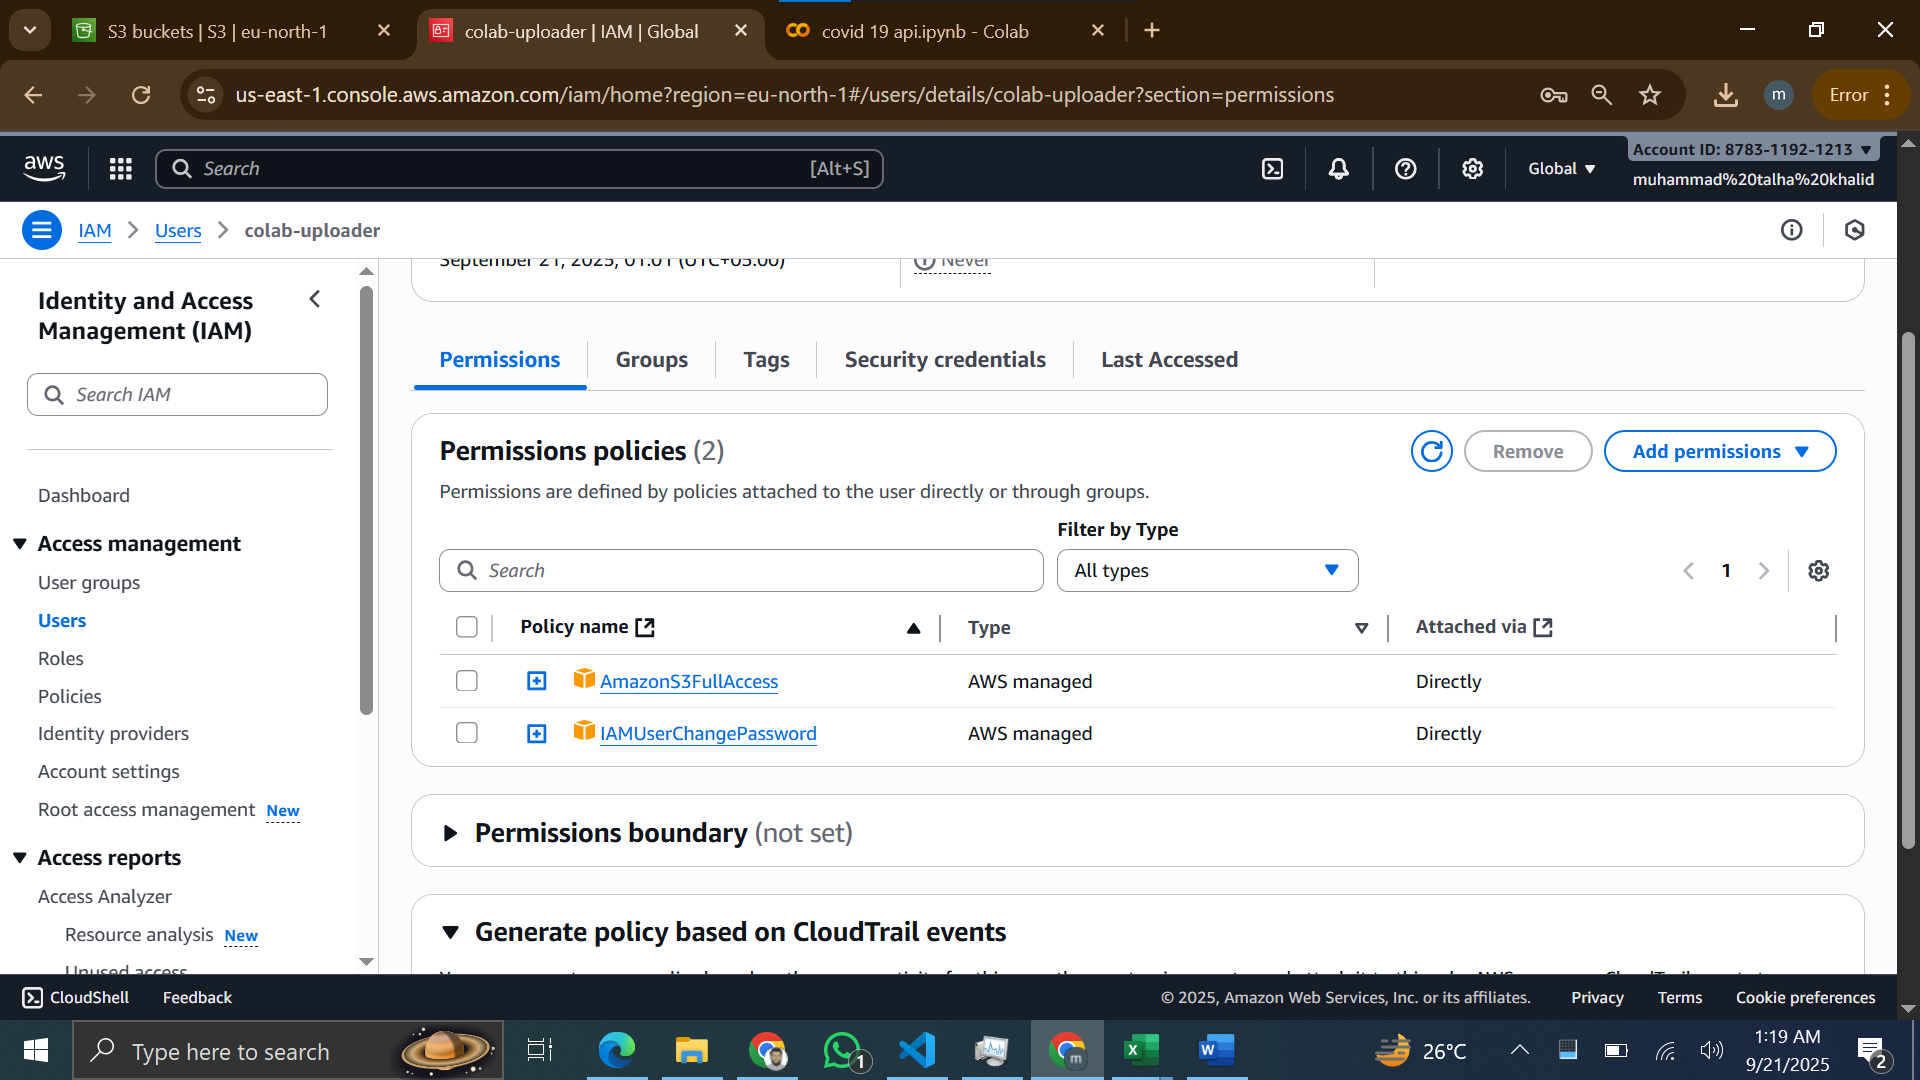 S3 buckets | S3 | eu-north-1
colab-uploader | IAM | Global
covid 19 api.ipynb - Colab
us-east-1.console.aws.amazon.com/iam/home?region=eu-north-1#/users/details/colab-uploader?section=permissions
m
Error
aws
Search
[Alt+S]
Global
Account ID: 8783-1192-1213
muhammad%20talha%20khalid
IAM
Users
colab-uploader
September 21, 2025, 01:01 (UTC+05:00)
Never
Identity and Access
Management (IAM)
Search IAM
Dashboard
Access management
User groups
Users
Roles
Policies
Identity providers
Account settings
Root access management New
Access reports
Access Analyzer
Resource analysis New
Unused access
Permissions
Groups
Tags
Security credentials
Last Accessed
Permissions policies (2)
Remove
Add permissions
Permissions are defined by policies attached to the user directly or through groups.
Filter by Type
Search
All types
1
Policy name
Type
Attached via
AmazonS3FullAccess
AWS managed
Directly
IAMUserChangePassword
AWS managed
Directly
Permissions boundary (not set)
Generate policy based on CloudTrail events
CloudShell
Feedback
© 2025, Amazon Web Services, Inc. or its affiliates.
Privacy
Terms
Cookie preferences
Type here to search
1
m
26°C
1:19 AM
9/21/2025
2